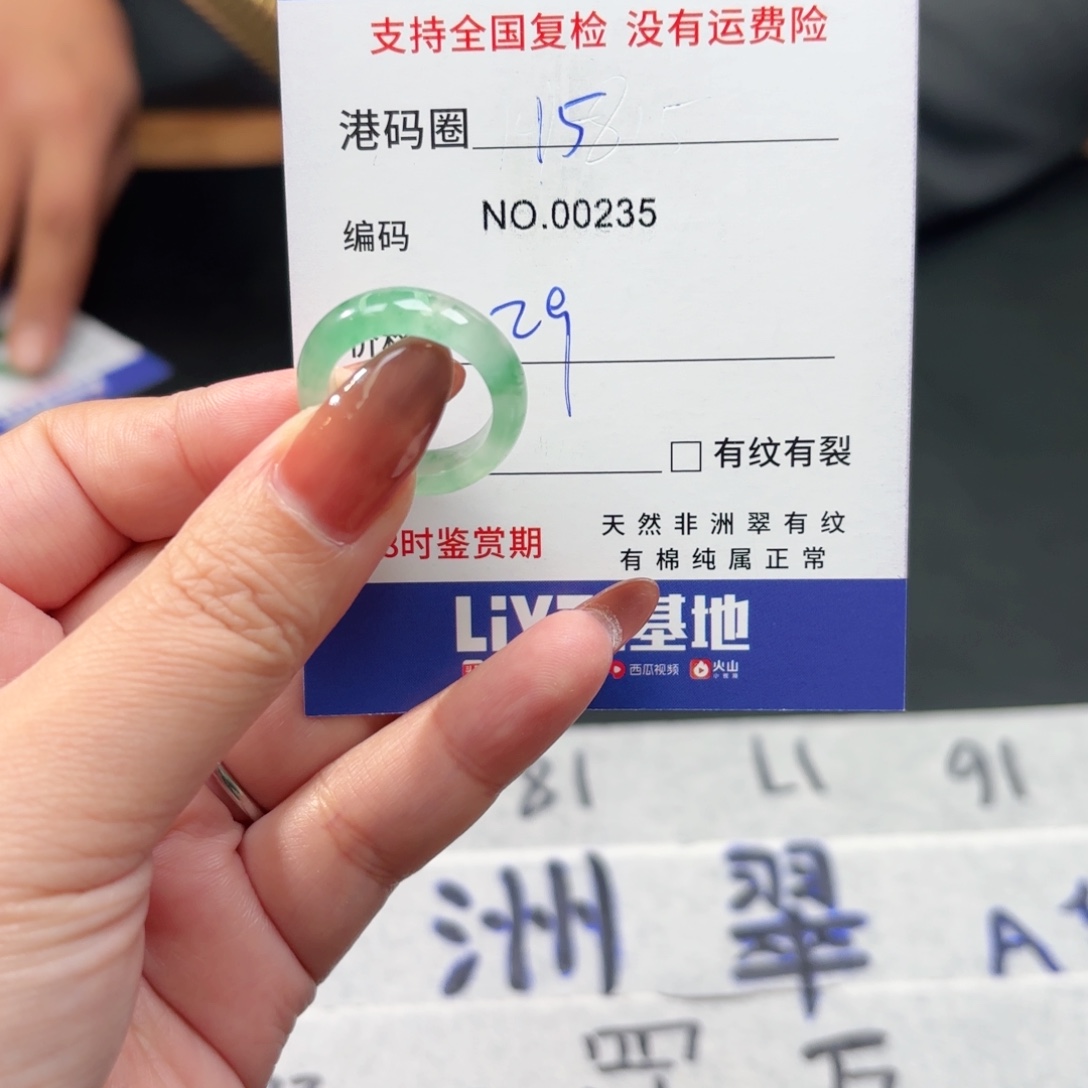 支持全国复检 没有运费险
港码圈 15
编码 NO.00235
29
□ 有纹有裂
时鉴赏期
天然非洲翠有纹
有棉纯属正常
基地
西瓜视频 火山
18 17 16
洲翠 A+
四 万